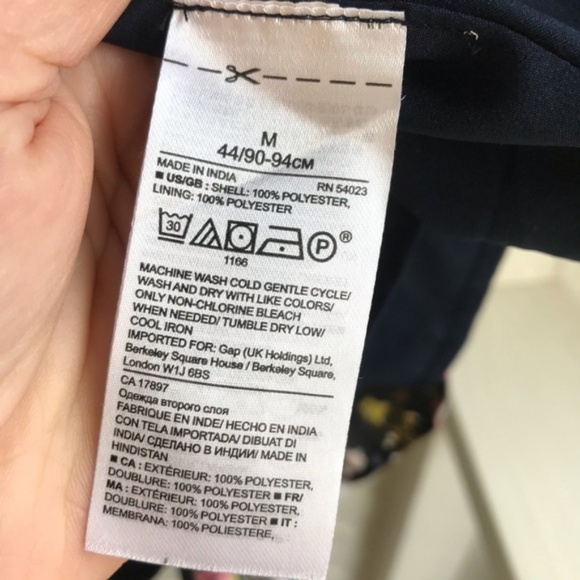 M
44/90-94CM
MADE IN INDIA RN 54023
■ US/GB : SHELL: 100% POLYESTER,
LINING: 100% POLYESTER
30 P ®
1166
MACHINE WASH COLD GENTLE CYCLE/
WASH AND DRY WITH LIKE COLORS/
ONLY NON-CHLORINE BLEACH
WHEN NEEDED/ TUMBLE DRY LOW/
COOL IRON
IMPORTED FOR: Gap (UK Holdings) Ltd,
Berkeley Square House / Berkeley Square,
London W1J 6BS
CA 17897
Одежда второго слоя
FABRIQUE EN INDE/ HECHO EN INDIA
CON TELA IMPORTADA/ DIBUAT DI
INDIA/ СДЕЛАНО В ИНДИИ/ MADE IN
HINDISTAN
■ CA : EXTÉRIEUR: 100% POLYESTER,
DOUBLURE: 100% POLYESTER ■ FR/
MA : EXTÉRIEUR: 100% POLYESTER,
DOUBLURE: 100% POLYESTER ■ IT :
MEMBRANA: 100% POLIESTERE,